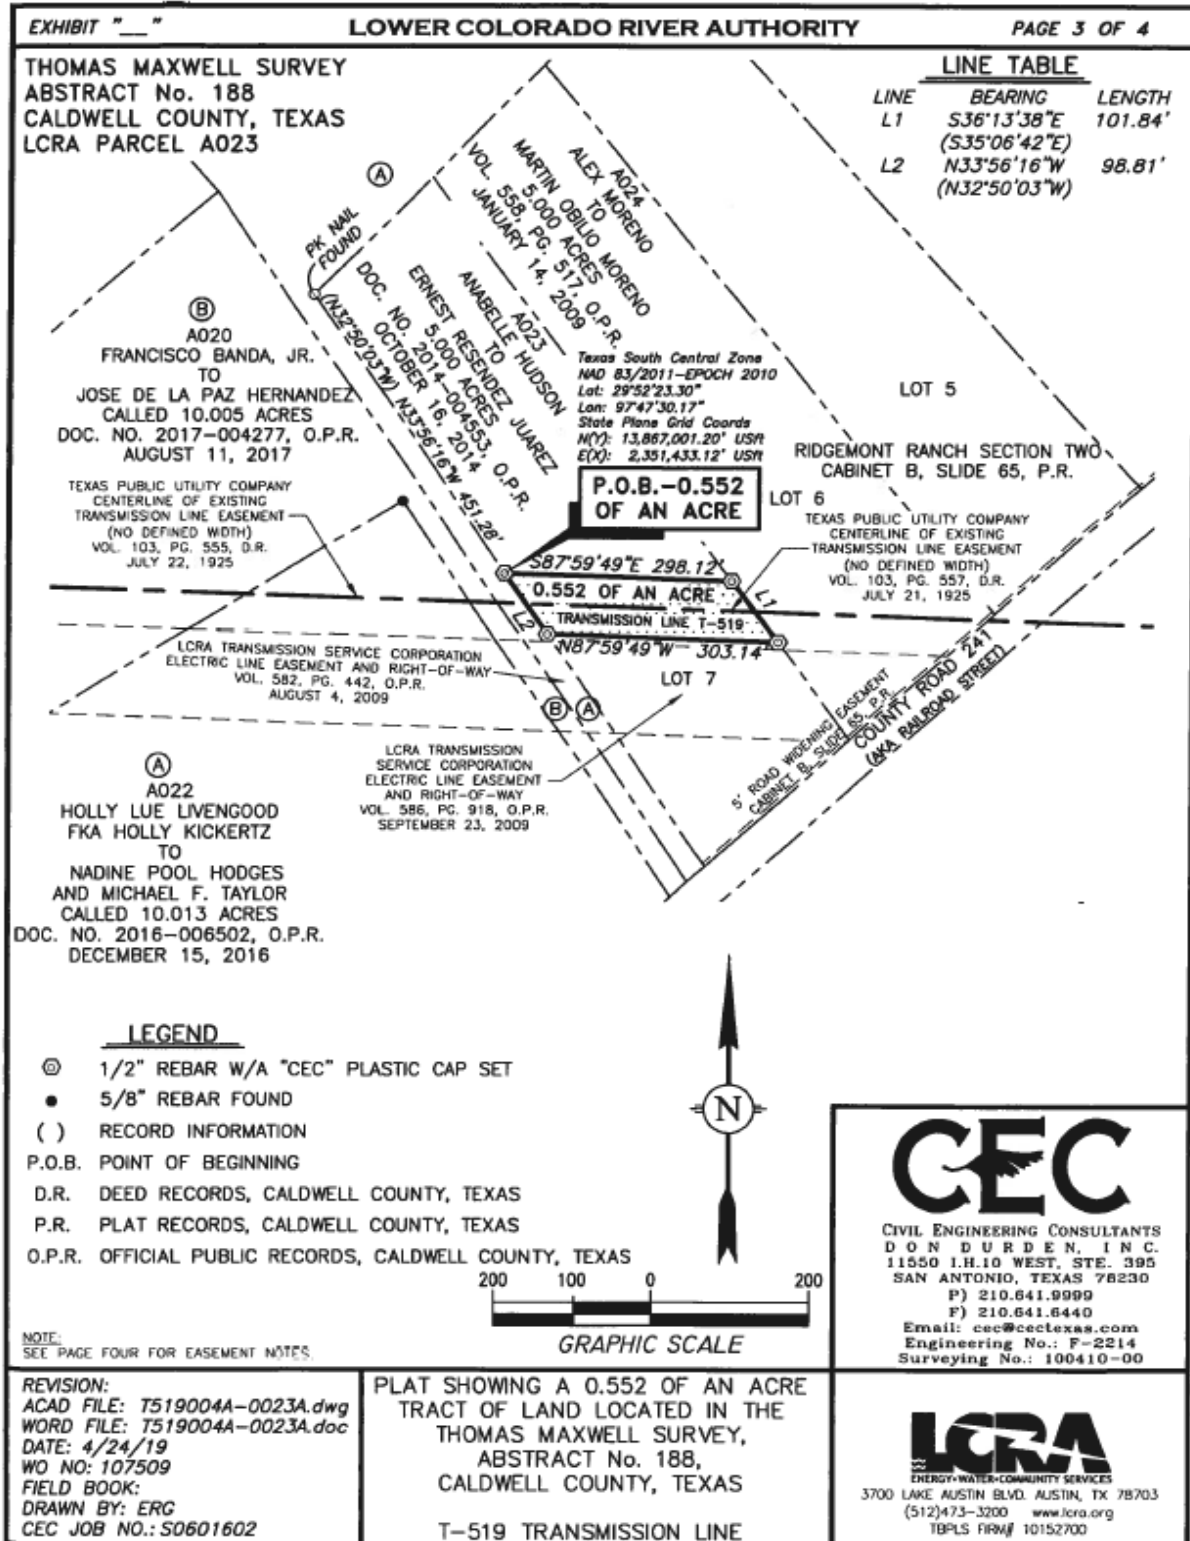 EXHIBIT "__"
LOWER COLORADO RIVER AUTHORITY
PAGE 3 OF 4
THOMAS MAXWELL SURVEY
ABSTRACT No. 188
CALDWELL COUNTY, TEXAS
LCRA PARCEL A023
LINE TABLE
LINE BEARING LENGTH
L1 S36°13'38"E 101.84'
(S35°06'42"E)
L2 N33°56'16"W 98.81'
(N32°50'03"W)
A
PK NAIL
FOUND
A024
ALEX MORENO
TO
MARTIN OBILIO MORENO
5.000 ACRES
VOL. 558, PG. 517, O.P.R.
JANUARY 14, 2009
A023
ANABELLE HUDSON
TO
ERNEST RESENDEZ JUAREZ
5.000 ACRES
DOC. NO. 2014-004553, O.P.R.
OCTOBER 16, 2014
(N32°50'03"W) N33°56'16"W 451.28'
B
A020
FRANCISCO BANDA, JR.
TO
JOSE DE LA PAZ HERNANDEZ
CALLED 10.005 ACRES
DOC. NO. 2017-004277, O.P.R.
AUGUST 11, 2017
Texas South Central Zone
NAD 83/2011-EPOCH 2010
Lat: 29°52'23.30"
Lon: 97°47'30.17"
State Plane Grid Coords
N(Y): 13,867,001.20' USft
E(X): 2,351,433.12' USft
LOT 5
RIDGEMONT RANCH SECTION TWO
CABINET B, SLIDE 65, P.R.
P.O.B.-0.552
OF AN ACRE
LOT 6
TEXAS PUBLIC UTILITY COMPANY
CENTERLINE OF EXISTING
TRANSMISSION LINE EASEMENT
(NO DEFINED WIDTH)
VOL. 103, PG. 555, D.R.
JULY 22, 1925
TEXAS PUBLIC UTILITY COMPANY
CENTERLINE OF EXISTING
TRANSMISSION LINE EASEMENT
(NO DEFINED WIDTH)
VOL. 103, PG. 557, D.R.
JULY 21, 1925
S87°59'49"E 298.12'
0.552 OF AN ACRE
L1
L2
TRANSMISSION LINE T-519
N87°59'49"W 303.14'
LCRA TRANSMISSION SERVICE CORPORATION
ELECTRIC LINE EASEMENT AND RIGHT-OF-WAY
VOL. 582, PG. 442, O.P.R.
AUGUST 4, 2009
LOT 7
B A
LCRA TRANSMISSION
SERVICE CORPORATION
ELECTRIC LINE EASEMENT
AND RIGHT-OF-WAY
VOL. 586, PG. 918, O.P.R.
SEPTEMBER 23, 2009
5' ROAD WIDENING EASEMENT
CABINET B, SLIDE 65, P.R.
COUNTY ROAD 241
(AKA RAILROAD STREET)
A
A022
HOLLY LUE LIVENGOOD
FKA HOLLY KICKERTZ
TO
NADINE POOL HODGES
AND MICHAEL F. TAYLOR
CALLED 10.013 ACRES
DOC. NO. 2016-006502, O.P.R.
DECEMBER 15, 2016
LEGEND
1/2" REBAR W/A "CEC" PLASTIC CAP SET
5/8" REBAR FOUND
( ) RECORD INFORMATION
P.O.B. POINT OF BEGINNING
D.R. DEED RECORDS, CALDWELL COUNTY, TEXAS
P.R. PLAT RECORDS, CALDWELL COUNTY, TEXAS
O.P.R. OFFICIAL PUBLIC RECORDS, CALDWELL COUNTY, TEXAS
N
200 100 0 200
GRAPHIC SCALE
NOTE:
SEE PAGE FOUR FOR EASEMENT NOTES.
CEC
CIVIL ENGINEERING CONSULTANTS
DON DURDEN, INC.
11550 I.H.10 WEST, STE. 395
SAN ANTONIO, TEXAS 78230
P) 210.641.9999
F) 210.641.6440
Email: cec@cectexas.com
Engineering No.: F-2214
Surveying No.: 100410-00
REVISION:
ACAD FILE: T519004A-0023A.dwg
WORD FILE: T519004A-0023A.doc
DATE: 4/24/19
WO NO: 107509
FIELD BOOK:
DRAWN BY: ERG
CEC JOB NO.: S0601602
PLAT SHOWING A 0.552 OF AN ACRE
TRACT OF LAND LOCATED IN THE
THOMAS MAXWELL SURVEY,
ABSTRACT No. 188,
CALDWELL COUNTY, TEXAS
T-519 TRANSMISSION LINE
LCRA
ENERGY•WATER•COMMUNITY SERVICES
3700 LAKE AUSTIN BLVD. AUSTIN, TX 78703
(512)473-3200 www.lcra.org
TBPLS FIRM# 10152700